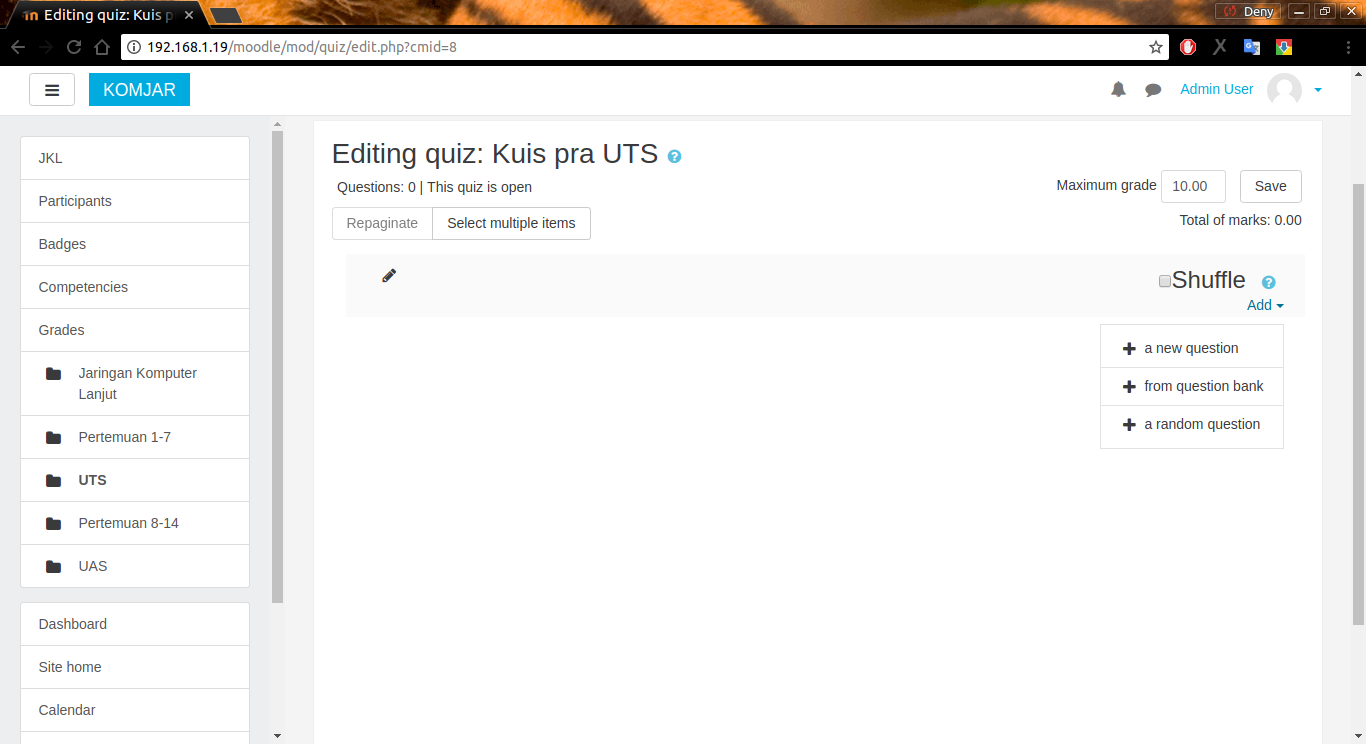 Editing quiz: Kuis p
Deny
192.168.1.19/moodle/mod/quiz/edit.php?cmid=8
KOMJAR
Admin User
JKL
Participants
Badges
Competencies
Grades
Jaringan Komputer
Lanjut
Pertemuan 1-7
UTS
Pertemuan 8-14
UAS
Dashboard
Site home
Calendar
Editing quiz: Kuis pra UTS
Questions: 0 | This quiz is open
Maximum grade 10.00 Save
Repaginate Select multiple items
Total of marks: 0.00
Shuffle
Add
a new question
from question bank
a random question